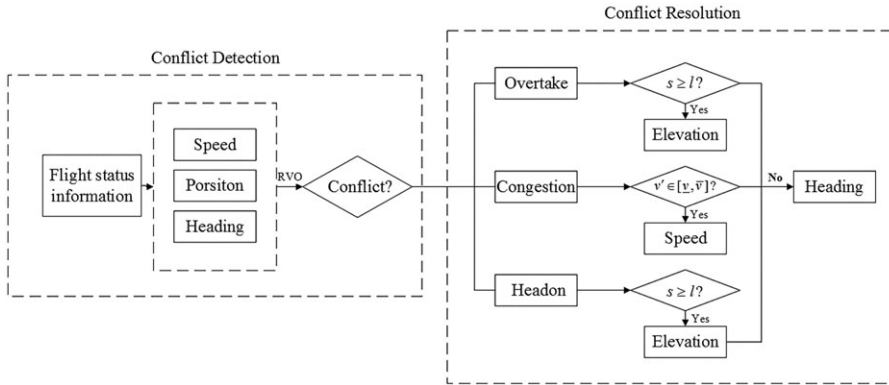 Conflict Resolution
Conflict Detection
Flight status
information
Speed
Porsiton
Heading
RVO
Conflict?
Overtake
s ≥ l?
Yes
Elevation
Congestion
v' ∈ [v̲, v̅]?
Yes
Speed
No
Heading
Headon
s ≥ l?
Yes
Elevation